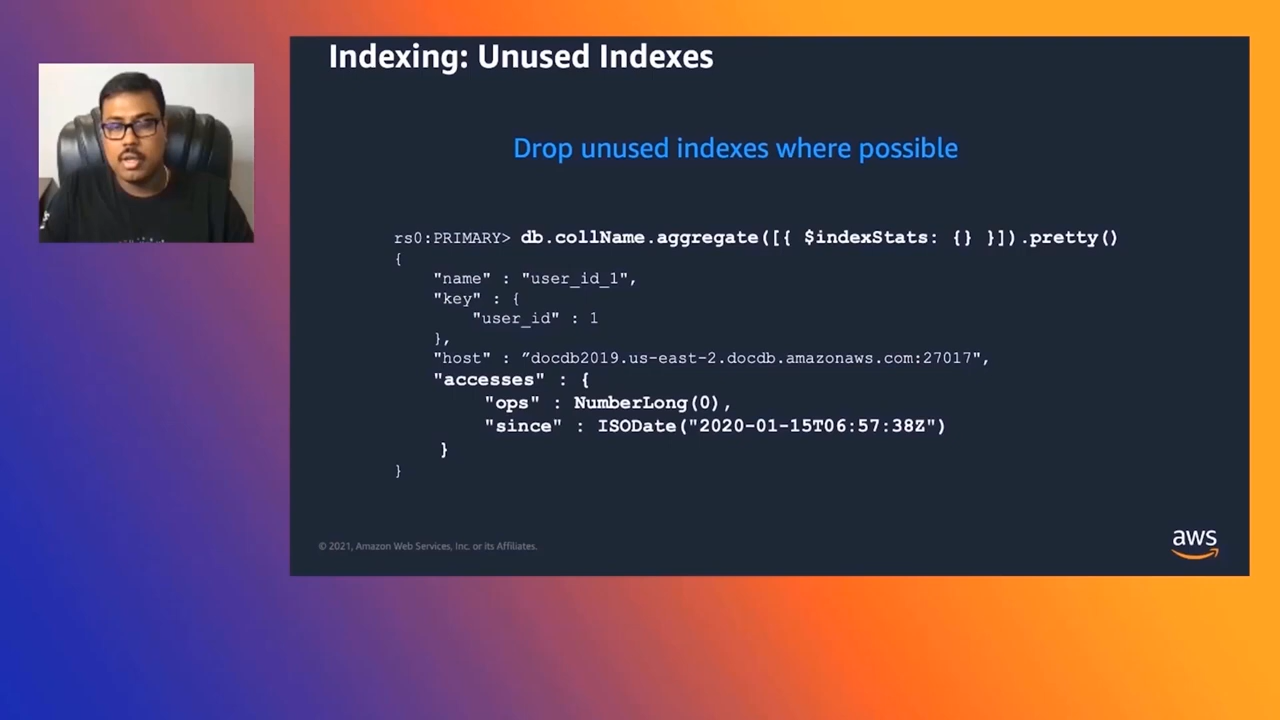 Indexing: Unused Indexes
Drop unused indexes where possible
rs0:PRIMARY> db.collName.aggregate([{ $indexStats: {} }]).pretty()
{
"name" : "user_id_1",
"key" : {
"user_id" : 1
},
"host" : ”docdb2019.us-east-2.docdb.amazonaws.com:27017",
"accesses" : {
"ops" : NumberLong(0),
"since" : ISODate("2020-01-15T06:57:38Z")
}
}
© 2021, Amazon Web Services, Inc. or its Affiliates.
aws